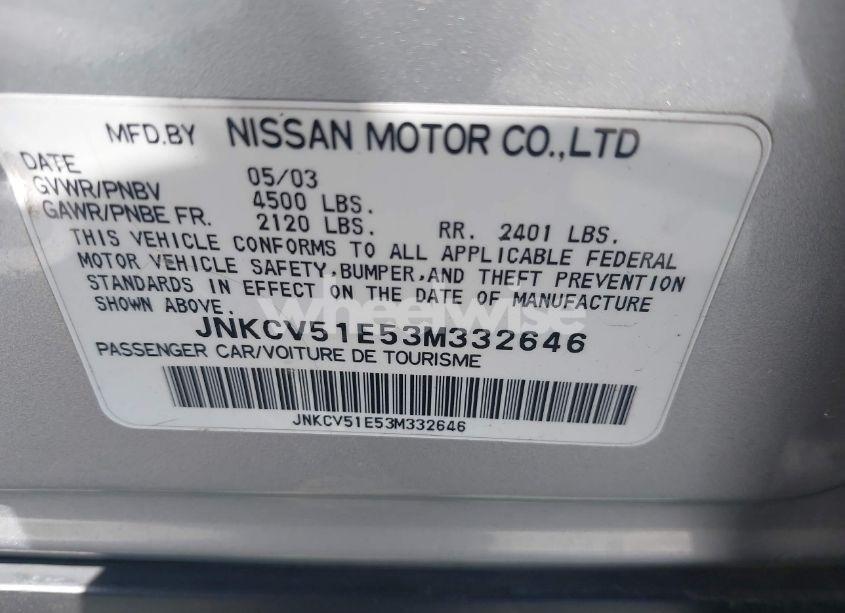 MFD.BY NISSAN MOTOR CO.,LTD
DATE 05/03
GVWR/PNBV 4500 LBS.
GAWR/PNBE FR. 2120 LBS. RR. 2401 LBS.
THIS VEHICLE CONFORMS TO ALL APPLICABLE FEDERAL
MOTOR VEHICLE SAFETY,BUMPER,AND THEFT PREVENTION
STANDARDS IN EFFECT ON THE DATE OF MANUFACTURE
SHOWN ABOVE.
wheelwise
JNKCV51E53M332646
PASSENGER CAR/VOITURE DE TOURISME
JNKCV51E53M332646